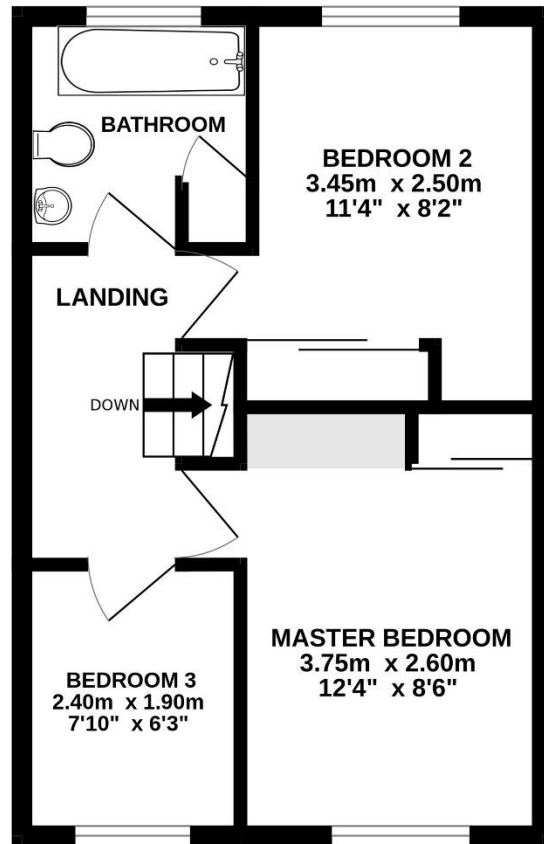 BATHROOM
BEDROOM 2
3.45m x 2.50m
11'4" x 8'2"
LANDING
DOWN
MASTER BEDROOM
3.75m x 2.60m
12'4" x 8'6"
BEDROOM 3
2.40m x 1.90m
7'10" x 6'3"